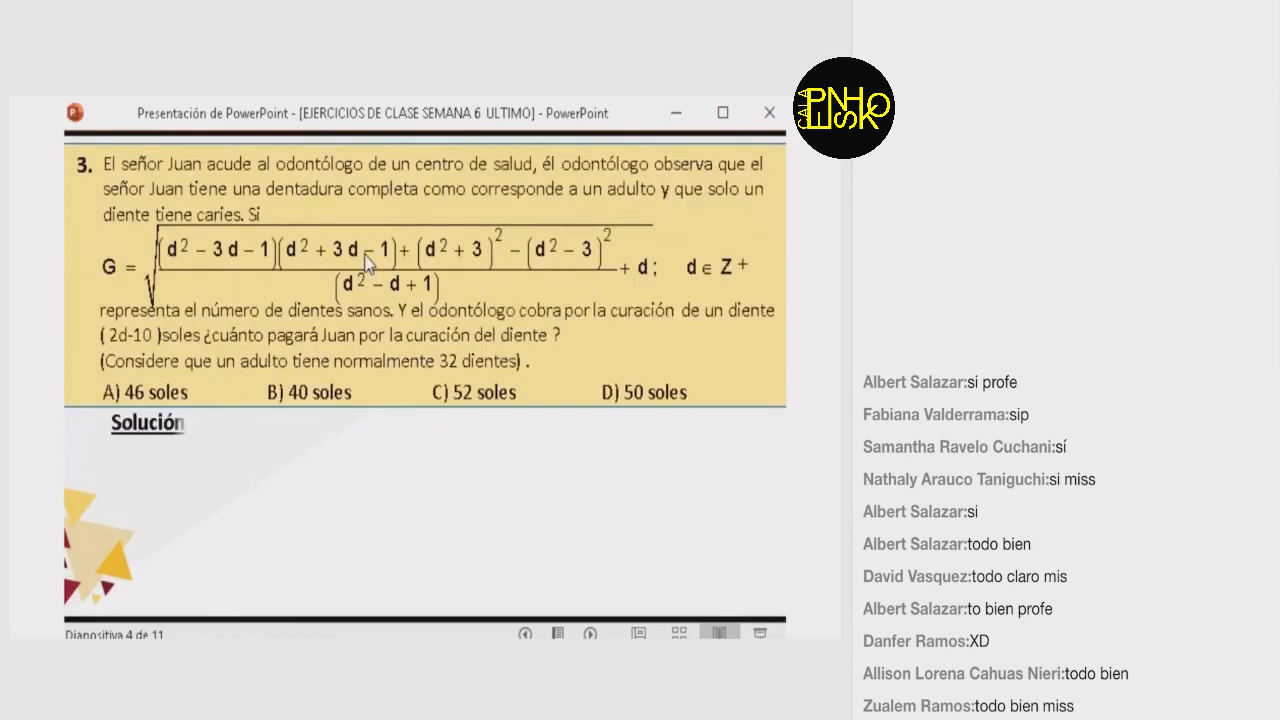 Presentación de PowerPoint - [EJERCICIOS DE CLASE SEMANA 6 ULTIMO] - PowerPoint
3. El señor Juan acude al odontólogo de un centro de salud, él odontólogo observa que el
señor Juan tiene una dentadura completa como corresponde a un adulto y que solo un
diente tiene caries. Si
G = √((d² − 3d − 1)(d² + 3d − 1) + (d² + 3)² − (d² − 3)²) / (d² − d + 1) + d; d ∈ Z +
representa el número de dientes sanos. Y el odontólogo cobra por la curación de un diente
( 2d-10 )soles ¿cuánto pagará Juan por la curación del diente ?
(Considere que un adulto tiene normalmente 32 dientes) .
A) 46 soles B) 40 soles C) 52 soles D) 50 soles
Solución
Diapositiva 4 de 11
Albert Salazar:si profe
Fabiana Valderrama:sip
Samantha Ravelo Cuchani:sí
Nathaly Arauco Taniguchi:si miss
Albert Salazar:si
Albert Salazar:todo bien
David Vasquez:todo claro mis
Albert Salazar:to bien profe
Danfer Ramos:XD
Allison Lorena Cahuas Nieri:todo bien
Zualem Ramos:todo bien miss